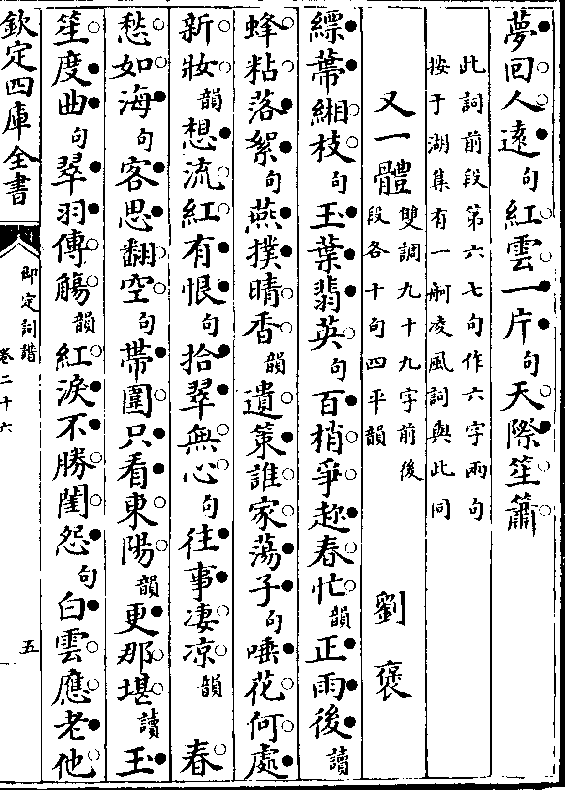 夢回人遠句紅雲一片句天際笙簫
此詞前段第六七句作六字兩句
按于湖集有一舸凌風詞與此同
又一體
雙調九十九字前後
段各十句四平韻
劉褒
縹蔕緗枝句玉葉翡英句百梢爭趂春忙韻正雨後讀
蜂粘落絮句燕撲晴香韻遺策誰家蕩子句唾花何處
新妝韻想流紅有恨句拾翠無心句往事凄凉韻 春
愁如海句客思翻空句帶圍只看東陽韻更那堪讀玉
笙度曲句翠羽傳觴韻紅淚不勝閨怨句白雲應老他
欽定四庫全書
御定詞譜
卷二十六
五